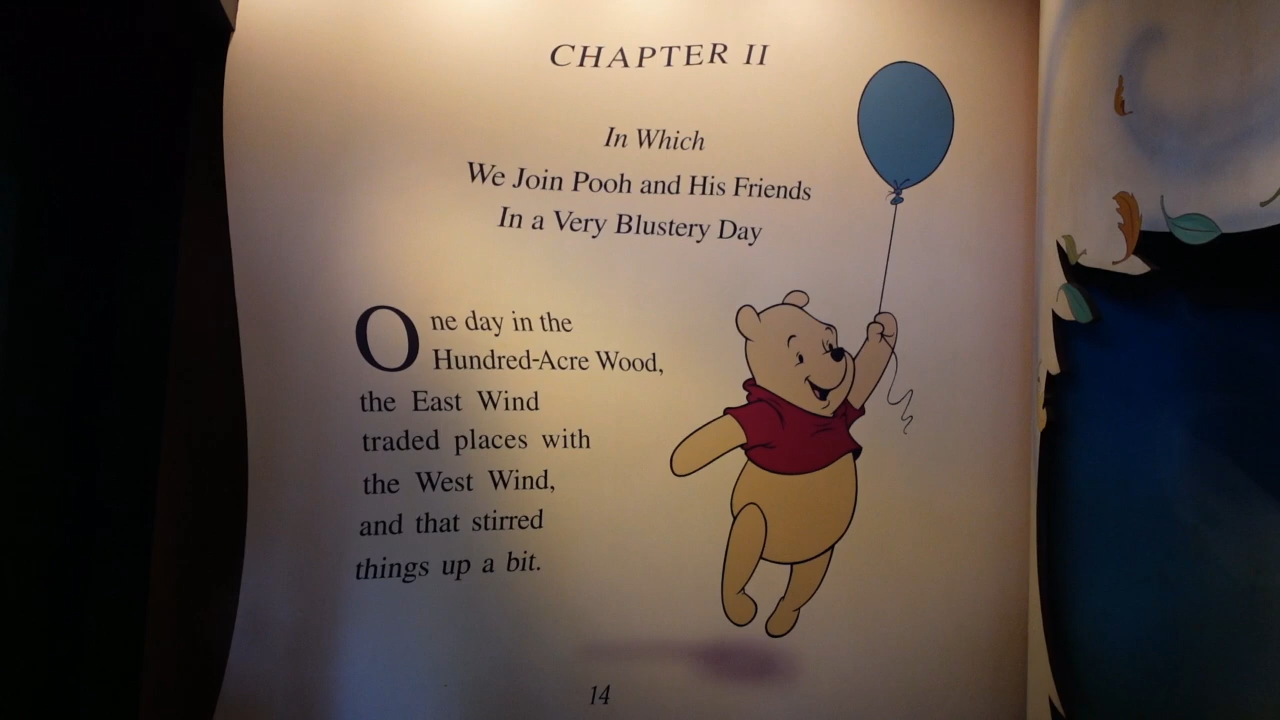 CHAPTER II
In Which
We Join Pooh and His Friends
In a Very Blustery Day
One day in the
Hundred-Acre Wood,
the East Wind
traded places with
the West Wind,
and that stirred
things up a bit.
14